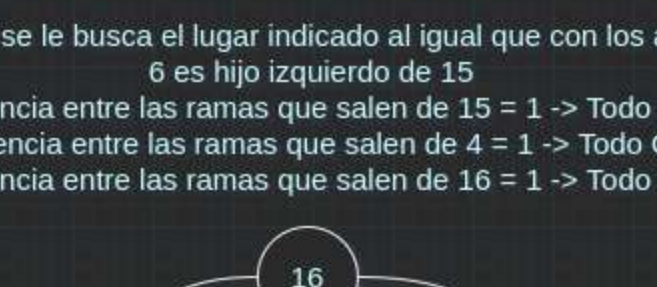 se le busca el lugar indicado al igual que con los
6 es hijo izquierdo de 15
ncia entre las ramas que salen de 15 = 1 -> Todo
encia entre las ramas que salen de 4 = 1 -> Todo
ncia entre las ramas que salen de 16 = 1 -> Todo
16